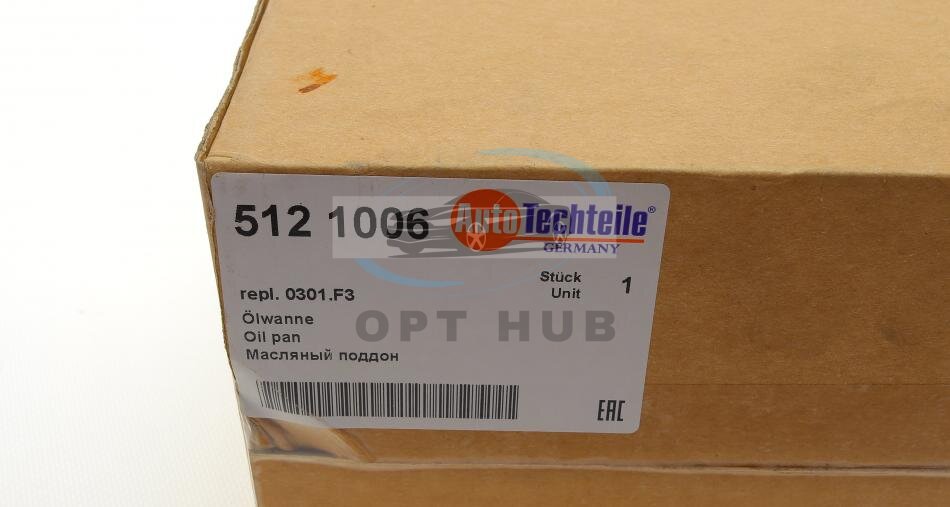 512 1006
AutoTechteile®
GERMANY
Stück 1
Unit
repl. 0301.F3
Ölwanne
Oil pan
Масляный поддон
OPT HUB
EAC